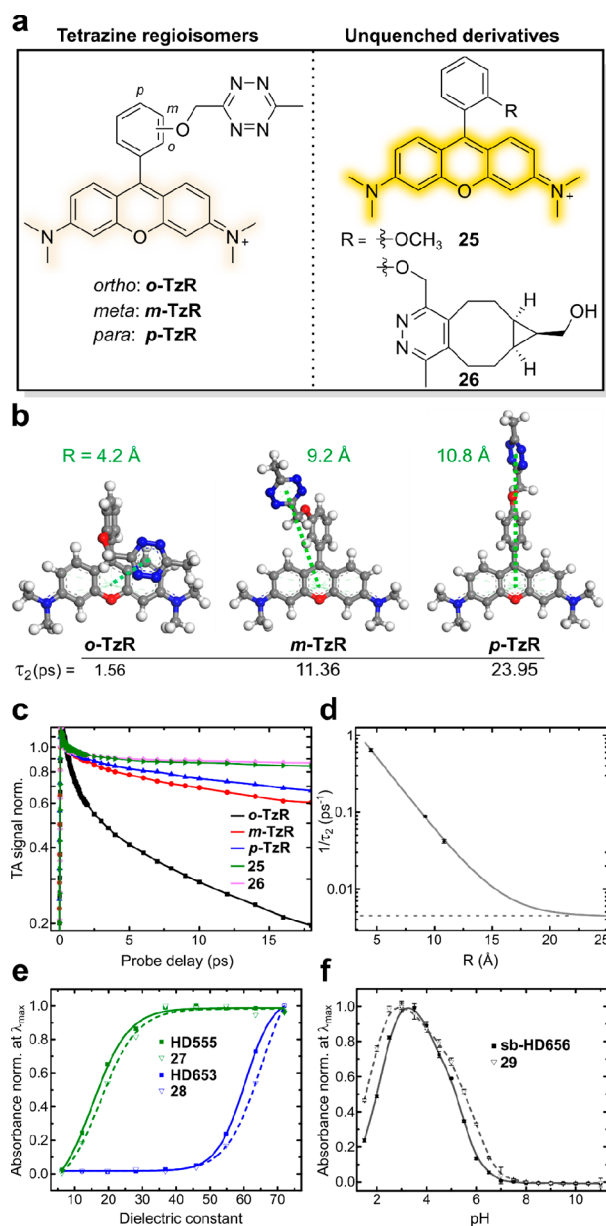 a
Tetrazine regioisomers
Unquenched derivatives
p
m
o
O
N N
N N
R
N
O
N
+
N
O
N
+
ortho: o-TzR
meta: m-TzR
para: p-TzR
R = OCH3 25
O
N
N
H
H
OH
26
b
R = 4.2 Å
9.2 Å
10.8 Å
o-TzR m-TzR p-TzR
τ2(ps) = 1.56 11.36 23.95
c
TA signal norm.
1.0
0.8
0.6
0.4
0.2
o-TzR
m-TzR
p-TzR
25
26
0 5 10 15
Probe delay (ps)
d
1/τ2 (ps-1)
1
0.1
0.01
5 10 15 20 25
R (Å)
e
Absorbance norm. at λmax
1.0
0.8
0.6
0.4
0.2
0.0
HD555
27
HD653
28
10 20 30 40 50 60 70
Dielectric constant
f
Absorbance norm. at λmax
1.0
0.8
0.6
0.4
0.2
0.0
sb-HD656
29
2 4 6 8 10
pH